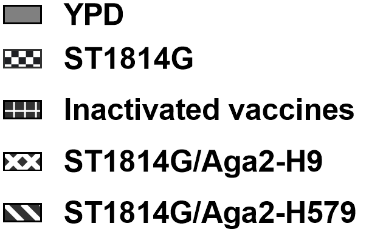 YPD
ST1814G
Inactivated vaccines
ST1814G/Aga2-H9
ST1814G/Aga2-H579